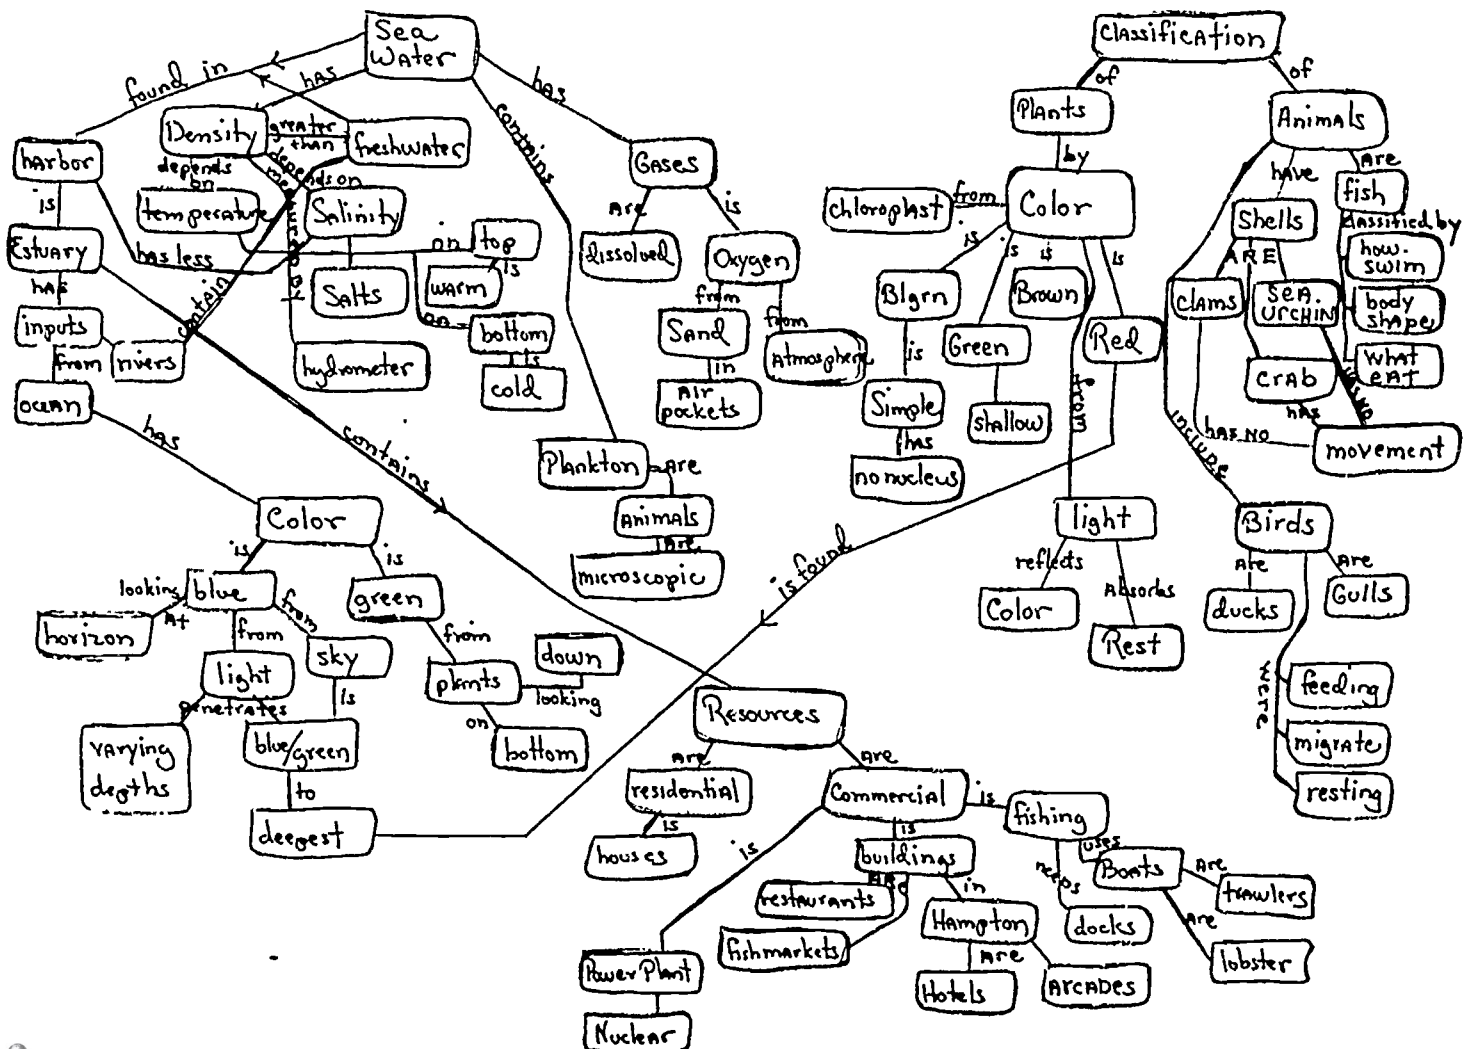 Sea
Water
found in
has
has
contains
harbor
is
Estuary
has
inputs
from
rivers
contain
ocean
has
has less
contains
Density
greater
than
freshwater
depends
on
temperature
depends on
Salinity
Salts
measured by
hydrometer
on
top
is
warm
on
bottom
is
cold
Gases
are
dissolved
is
Oxygen
from
Sand
in
Air
pockets
from
Atmosphere
Plankton
are
Animals
are
microscopic
Color
is
blue
looking
at
horizon
from
light
penetrates
varying
depths
blue/green
to
deepest
from
sky
is
is
green
from
plants
looking
down
on
bottom
Classification
of
Plants
by
Color
from
chloroplast
is
Blgrn
is
Simple
has
no nucleus
is
Green
shallow
is
Brown
is
Red
is found
from
light
reflects
Color
Absorbs
Rest
of
Animals
have
Shells
are
clams
has no
sea.
urchin
has no
crab
has
movement
are
fish
classified by
how.
swim
body
shape
what
eat
include
Birds
are
ducks
are
Gulls
were
feeding
migrate
resting
Resources
are
residential
is
houses
are
Commercial
is
Power Plant
Nuclear
is
buildings
are
restaurants
fishmarkets
in
Hampton
are
Hotels
Arcades
is
fishing
needs
docks
uses
Boats
are
trawlers
are
lobster